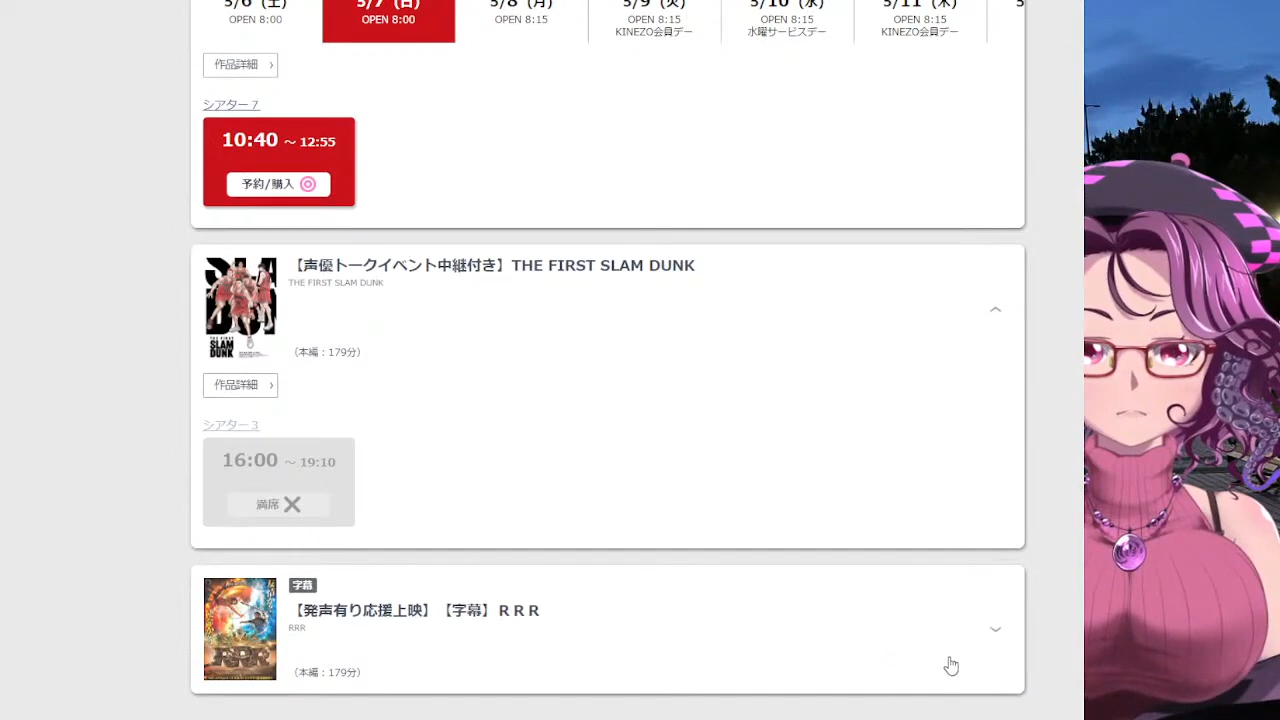 5/6（土） 5/7（日） 5/8（月） 5/9（火） 5/10（水） 5/11（木） 5
OPEN 8:00 OPEN 8:00 OPEN 8:15 OPEN 8:15 OPEN 8:15 OPEN 8:15
KINEZO会員デー 水曜サービスデー KINEZO会員デー
作品詳細 ›
シアター７
10:40 ～ 12:55
予約/購入 ◎
【声優トークイベント中継付き】THE FIRST SLAM DUNK
THE FIRST SLAM DUNK
（本編：179分）
THE FIRST
SLAM
DUNK
作品詳細 ›
シアター３
16:00 ～ 19:10
満席
字幕
【発声有り応援上映】【字幕】ＲＲＲ
RRR
RRR
（本編：179分）